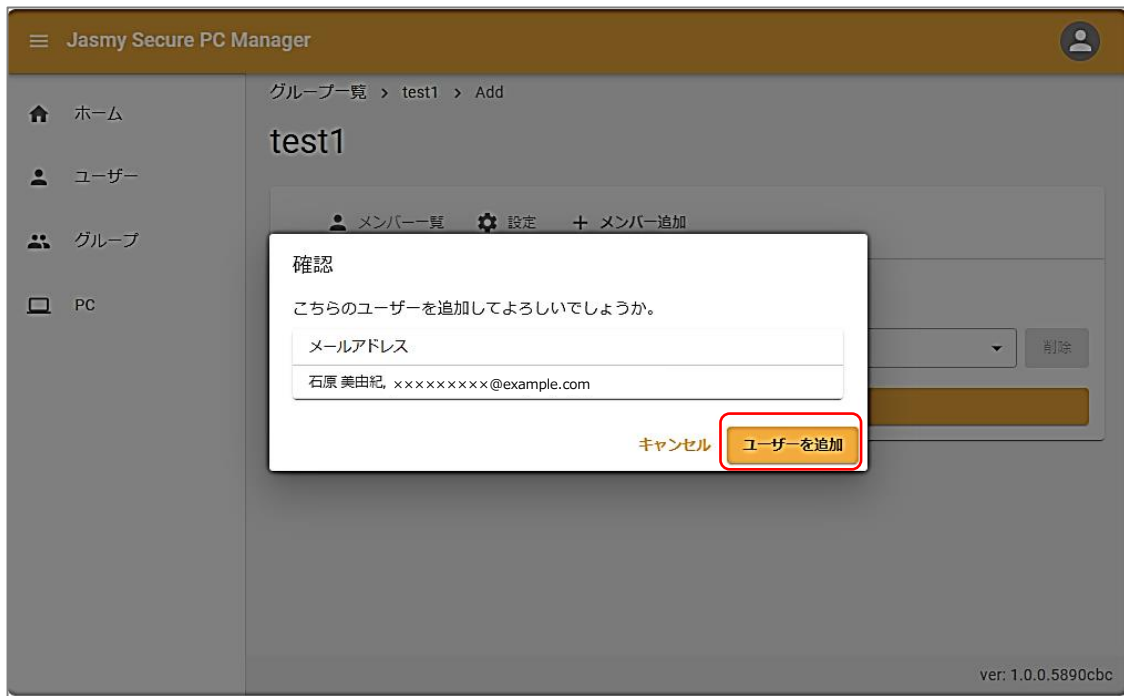 Jasmy Secure PC Manager
ホーム
ユーザー
グループ
PC
グループ一覧 › test1 › Add
test1
メンバー一覧 設定 + メンバー追加
確認
こちらのユーザーを追加してよろしいでしょうか。
メールアドレス
石原 美由紀, ×××××××××@example.com
削除
キャンセル ユーザーを追加
ver: 1.0.0.5890cbc